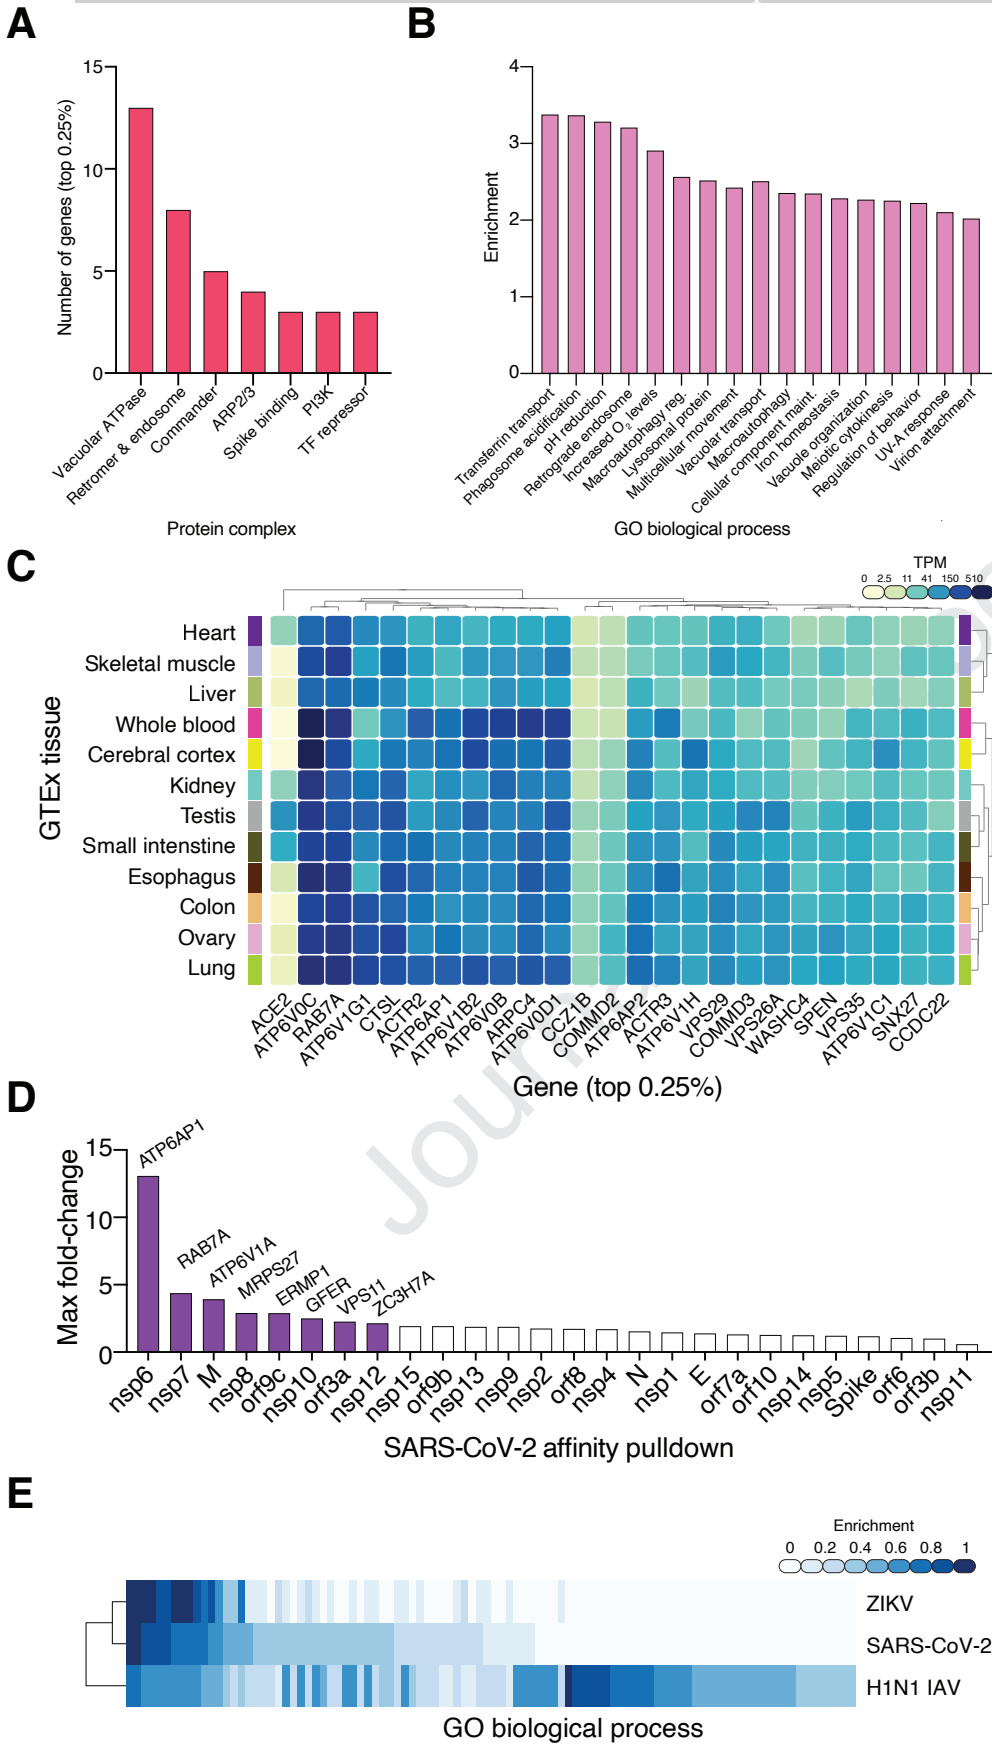 A
15
10
5
0
Number of genes (top 0.25%)
Vacuolar ATPase
Retromer & endosome
Commander
ARP2/3
Spike binding
PI3K
TF repressor
Protein complex
B
4
3
2
1
0
Enrichment
Transferrin transport
Phagosome acidification
pH reduction
Retrograde endosome
Increased O2 levels
Macroautophagy reg.
Lysosomal protein
Multicellular movement
Vacuolar transport
Macroautophagy
Cellular component maint.
Iron homeostasis
Vacuole organization
Meiotic cytokinesis
Regulation of behavior
UV-A response
Virion attachment
GO biological process
C
TPM
0 2.5 11 41 150 510
GTEx tissue
Heart
Skeletal muscle
Liver
Whole blood
Cerebral cortex
Kidney
Testis
Small intenstine
Esophagus
Colon
Ovary
Lung
ACE2
ATP6V0C
RAB7A
ATP6V1G1
CTSL
ACTR2
ATP6AP1
ATP6V1B2
ATP6V0B
ARPC4
ATP6V0D1
CCZ1B
COMMD2
ATP6AP2
ACTR3
ATP6V1H
VPS29
COMMD3
VPS26A
WASHC4
SPEN
VPS35
ATP6V1C1
SNX27
CCDC22
Gene (top 0.25%)
Journ
D
15
10
5
0
Max fold-change
ATP6AP1
RAB7A
ATP6V1A
MRPS27
ERMP1
GFER
VPS11
ZC3H7A
nsp6
nsp7
M
nsp8
orf9c
nsp10
orf3a
nsp12
nsp15
orf9b
nsp13
nsp9
nsp2
orf8
nsp4
N
nsp1
E
orf7a
orf10
nsp14
nsp5
Spike
orf6
orf3b
nsp11
SARS-CoV-2 affinity pulldown
E
Enrichment
0 0.2 0.4 0.6 0.8 1
ZIKV
SARS-CoV-2
H1N1 IAV
GO biological process